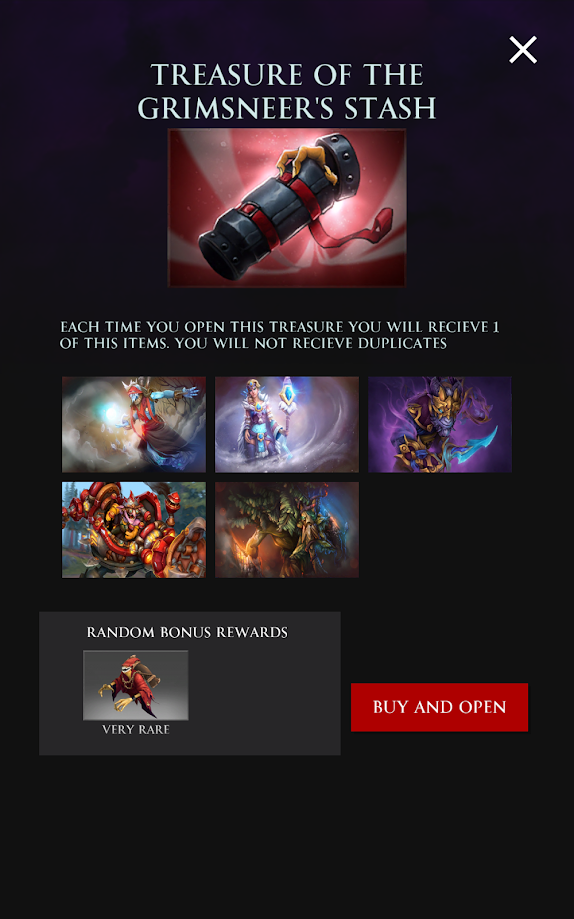 TREASURE OF THE
GRIMSNEER'S STASH
EACH TIME YOU OPEN THIS TREASURE YOU WILL RECIEVE 1
OF THIS ITEMS. YOU WILL NOT RECIEVE DUPLICATES
RANDOM BONUS REWARDS
VERY RARE
BUY AND OPEN